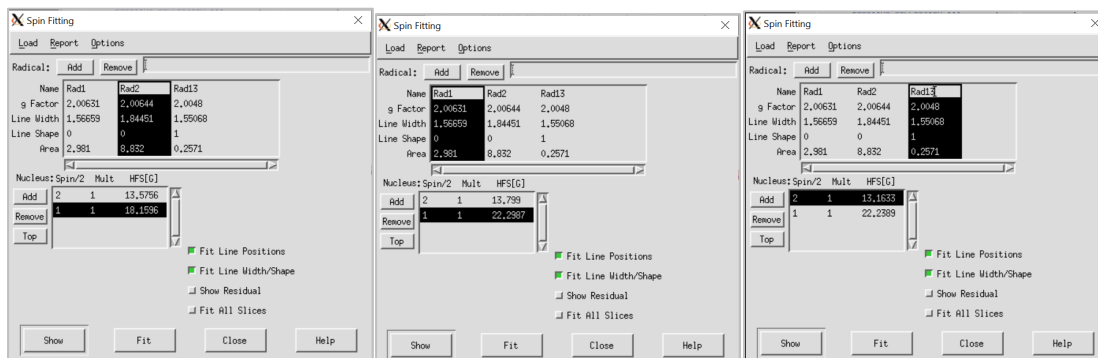 Spin Fitting
Load Report Options
Radical: Add Remove
Name Rad1 Rad2 Rad13
g Factor 2.00631 2.00644 2.0048
Line Width 1.56659 1.84451 1.55068
Line Shape 0 0 1
Area 2.981 8.832 0.2571
Nucleus: Spin/2 Mult HFS[G]
Add 2 1 13.5756
Remove 1 1 18.1596
Top
Fit Line Positions
Fit Line Width/Shape
Show Residual
Fit All Slices
Show Fit Close Help
Spin Fitting
Load Report Options
Radical: Add Remove
Name Rad1 Rad2 Rad13
g Factor 2.00631 2.00644 2.0048
Line Width 1.56659 1.84451 1.55068
Line Shape 0 0 1
Area 2.981 8.832 0.2571
Nucleus: Spin/2 Mult HFS[G]
Add 2 1 13.799
Remove 1 1 22.2987
Top
Fit Line Positions
Fit Line Width/Shape
Show Residual
Fit All Slices
Show Fit Close Help
Spin Fitting
Load Report Options
Radical: Add Remove
Name Rad1 Rad2 Rad13
g Factor 2.00631 2.00644 2.0048
Line Width 1.56659 1.84451 1.55068
Line Shape 0 0 1
Area 2.981 8.832 0.2571
Nucleus: Spin/2 Mult HFS[G]
Add 2 1 13.1633
Remove 1 1 22.2389
Top
Fit Line Positions
Fit Line Width/Shape
Show Residual
Fit All Slices
Show Fit Close Help